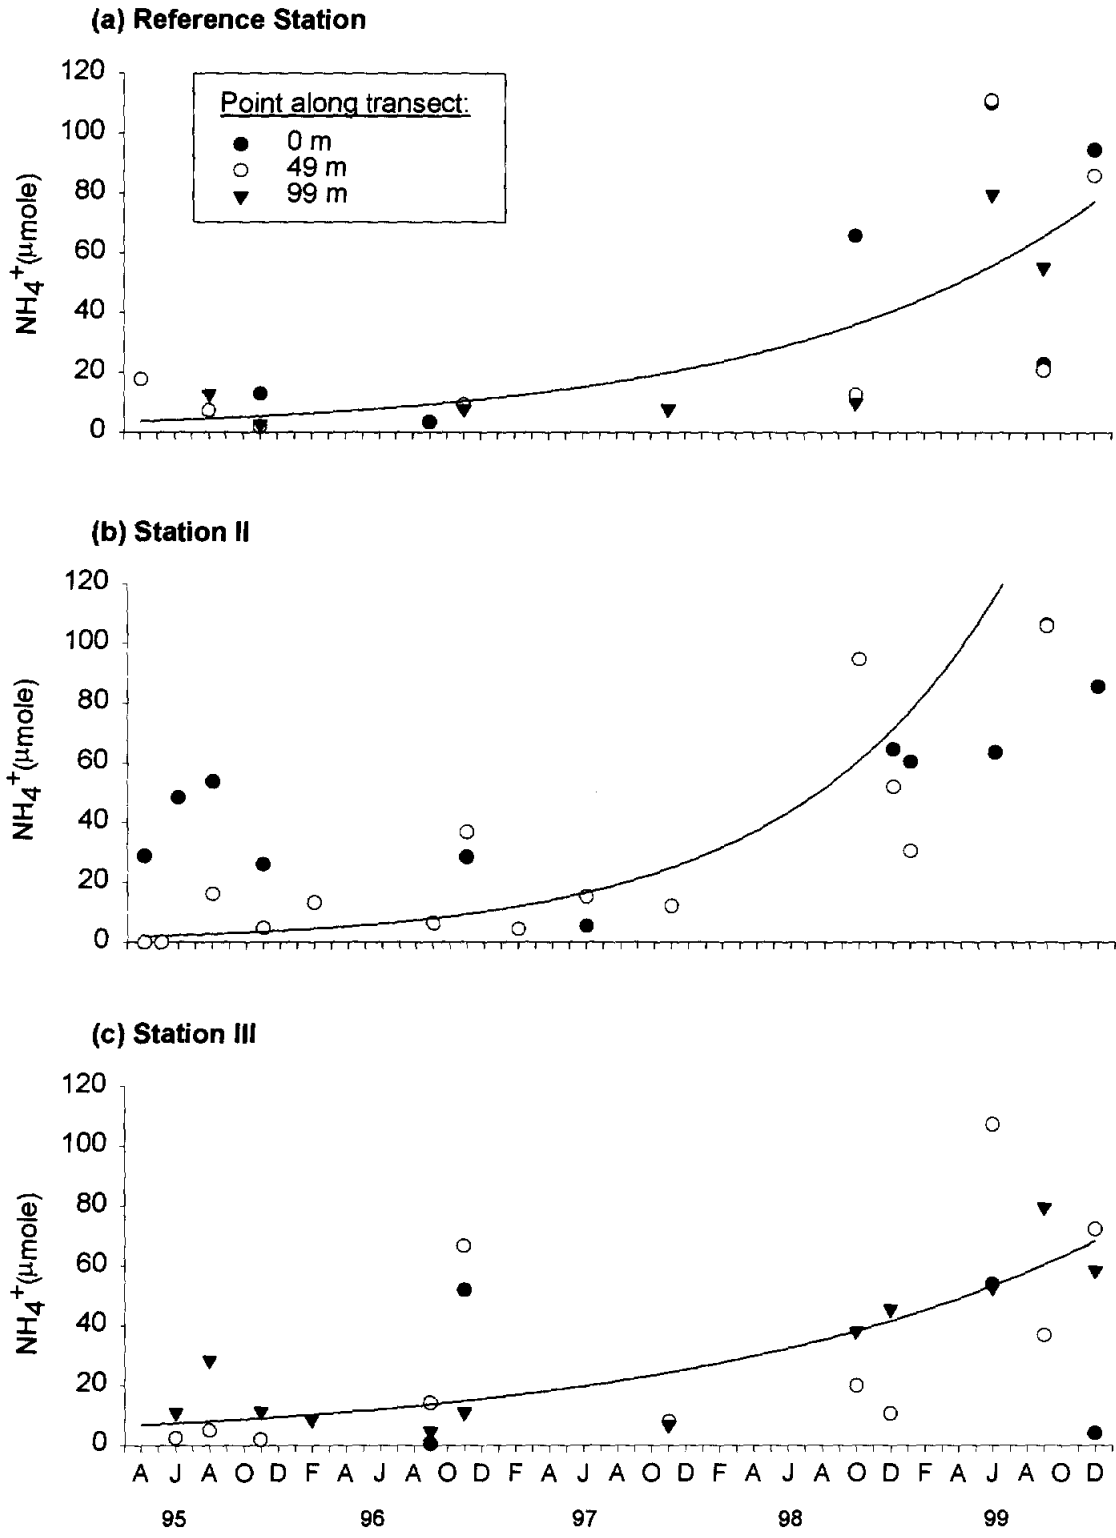 (a) Reference Station
120
100
80
60
40
20
0
NH4+(μmole)
Point along transect:
0 m
49 m
99 m
(b) Station II
120
100
80
60
40
20
0
NH4+(μmole)
(c) Station III
120
100
80
60
40
20
0
NH4+(μmole)
A J A O D F A J A O D F A J A O D F A J A O D F A J A O D
95 96 97 98 99